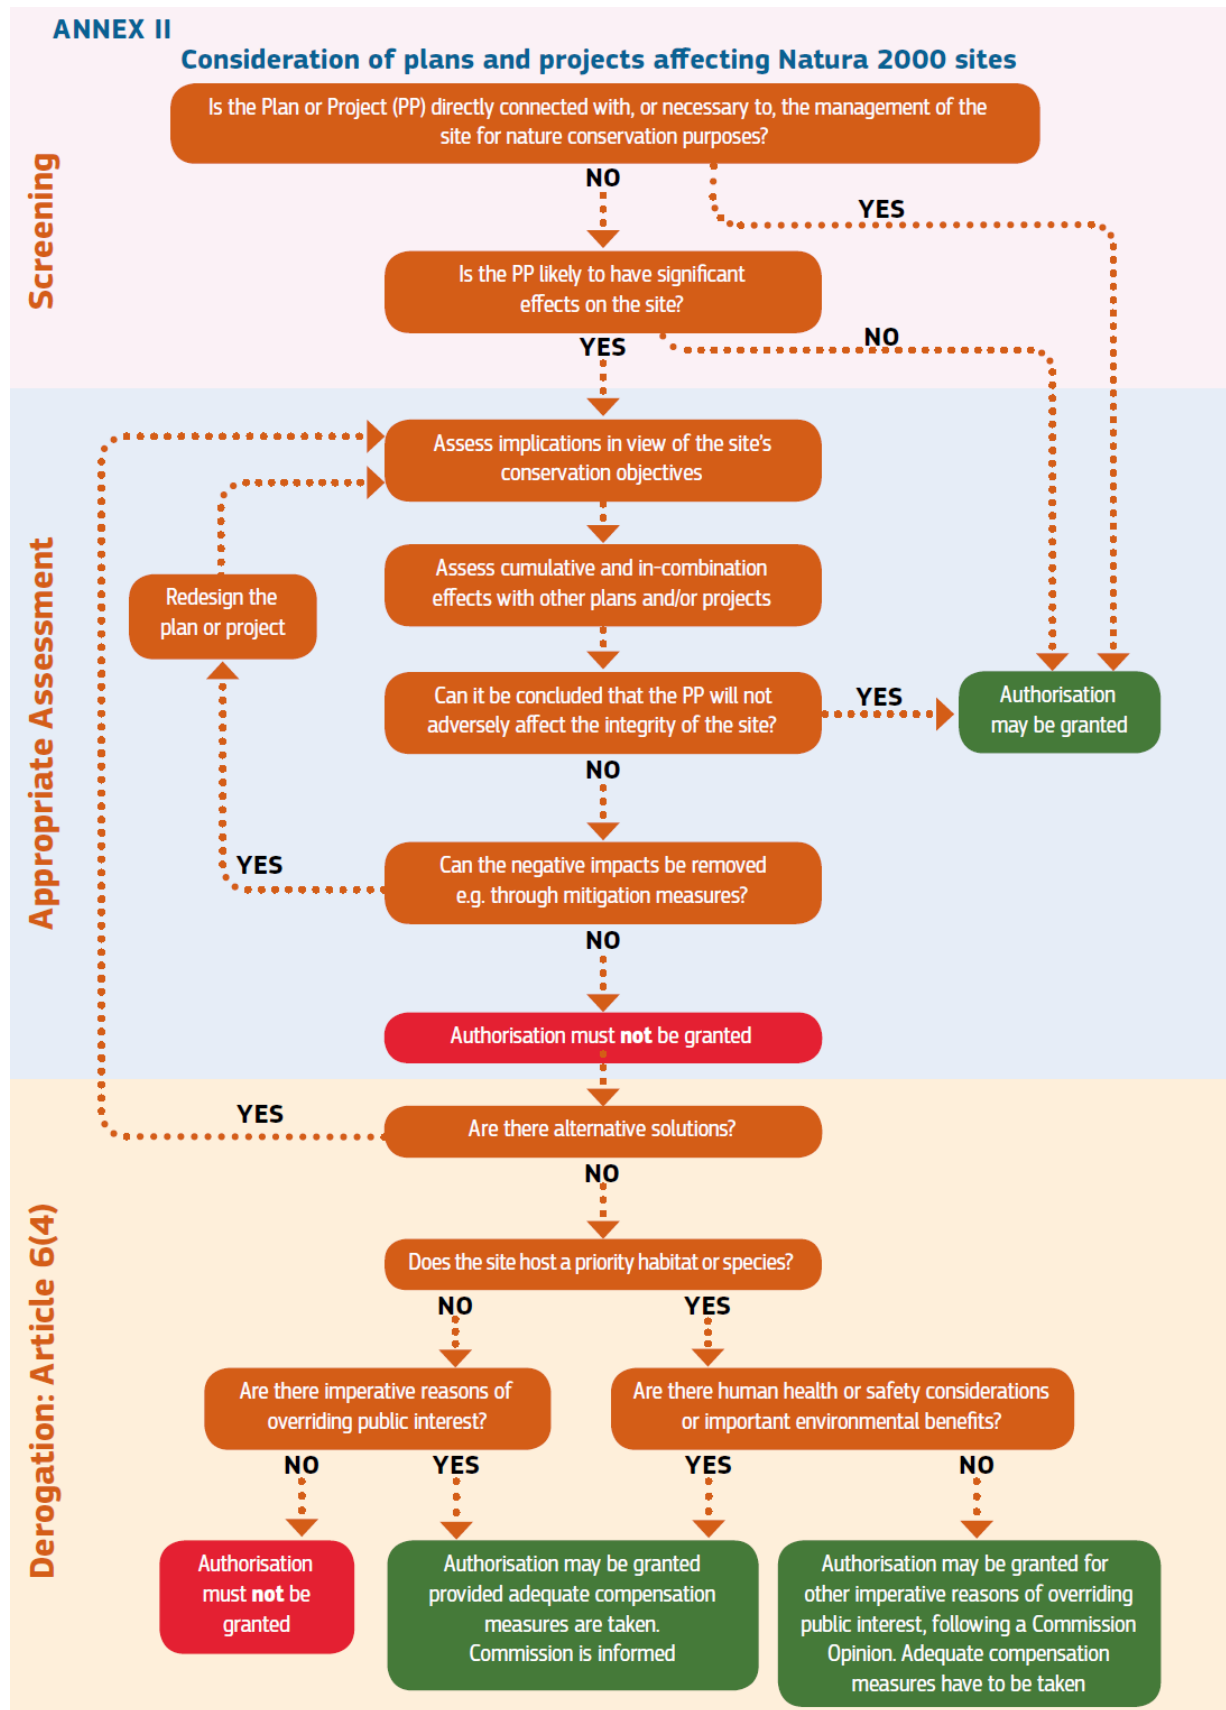 ANNEX II
Consideration of plans and projects affecting Natura 2000 sites
Screening
Is the Plan or Project (PP) directly connected with, or necessary to, the management of the
site for nature conservation purposes?
NO
YES
Is the PP likely to have significant
effects on the site?
YES
NO
Appropriate Assessment
Assess implications in view of the site's
conservation objectives
Assess cumulative and in-combination
effects with other plans and/or projects
Redesign the
plan or project
Can it be concluded that the PP will not
adversely affect the integrity of the site?
YES
Authorisation
may be granted
NO
Can the negative impacts be removed
e.g. through mitigation measures?
YES
NO
Authorisation must not be granted
Derogation: Article 6(4)
Are there alternative solutions?
YES
NO
Does the site host a priority habitat or species?
NO
YES
Are there imperative reasons of
overriding public interest?
Are there human health or safety considerations
or important environmental benefits?
NO
YES
YES
NO
Authorisation
must not be
granted
Authorisation may be granted
provided adequate compensation
measures are taken.
Commission is informed
Authorisation may be granted for
other imperative reasons of overriding
public interest, following a Commission
Opinion. Adequate compensation
measures have to be taken